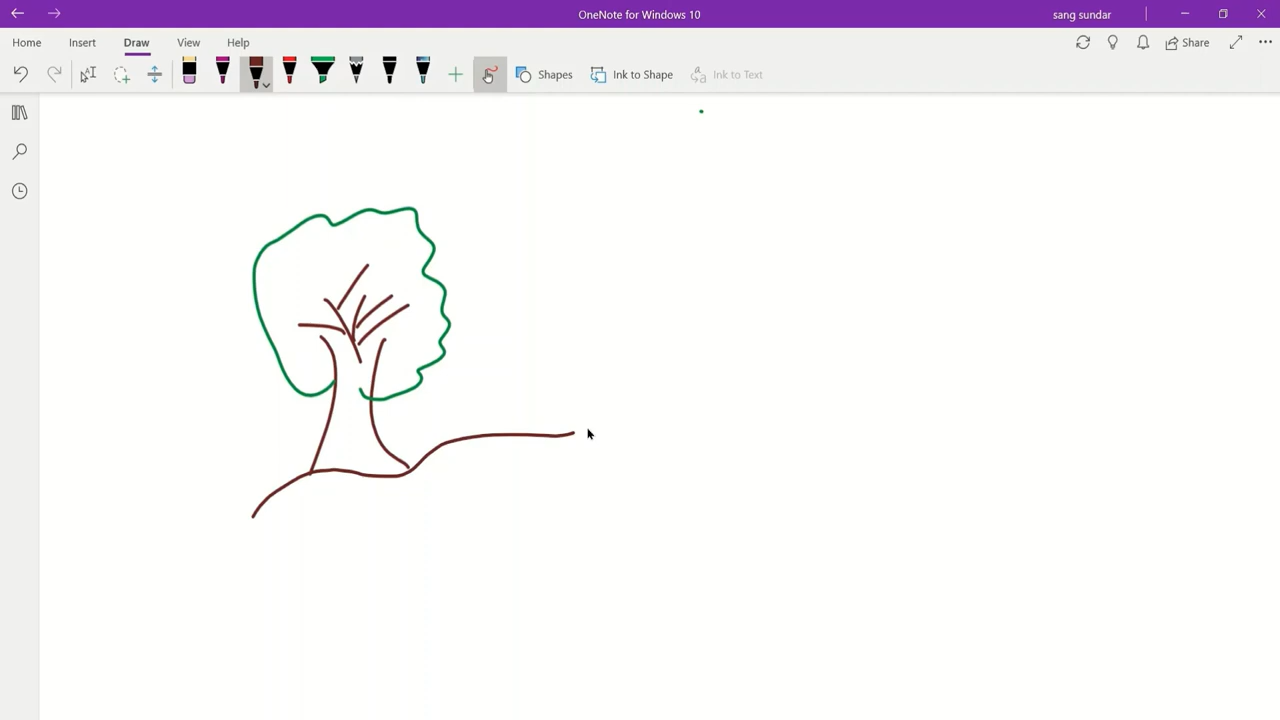 OneNote for Windows 10
sang sundar
Home Insert Draw View Help
Share
Shapes Ink to Shape Ink to Text